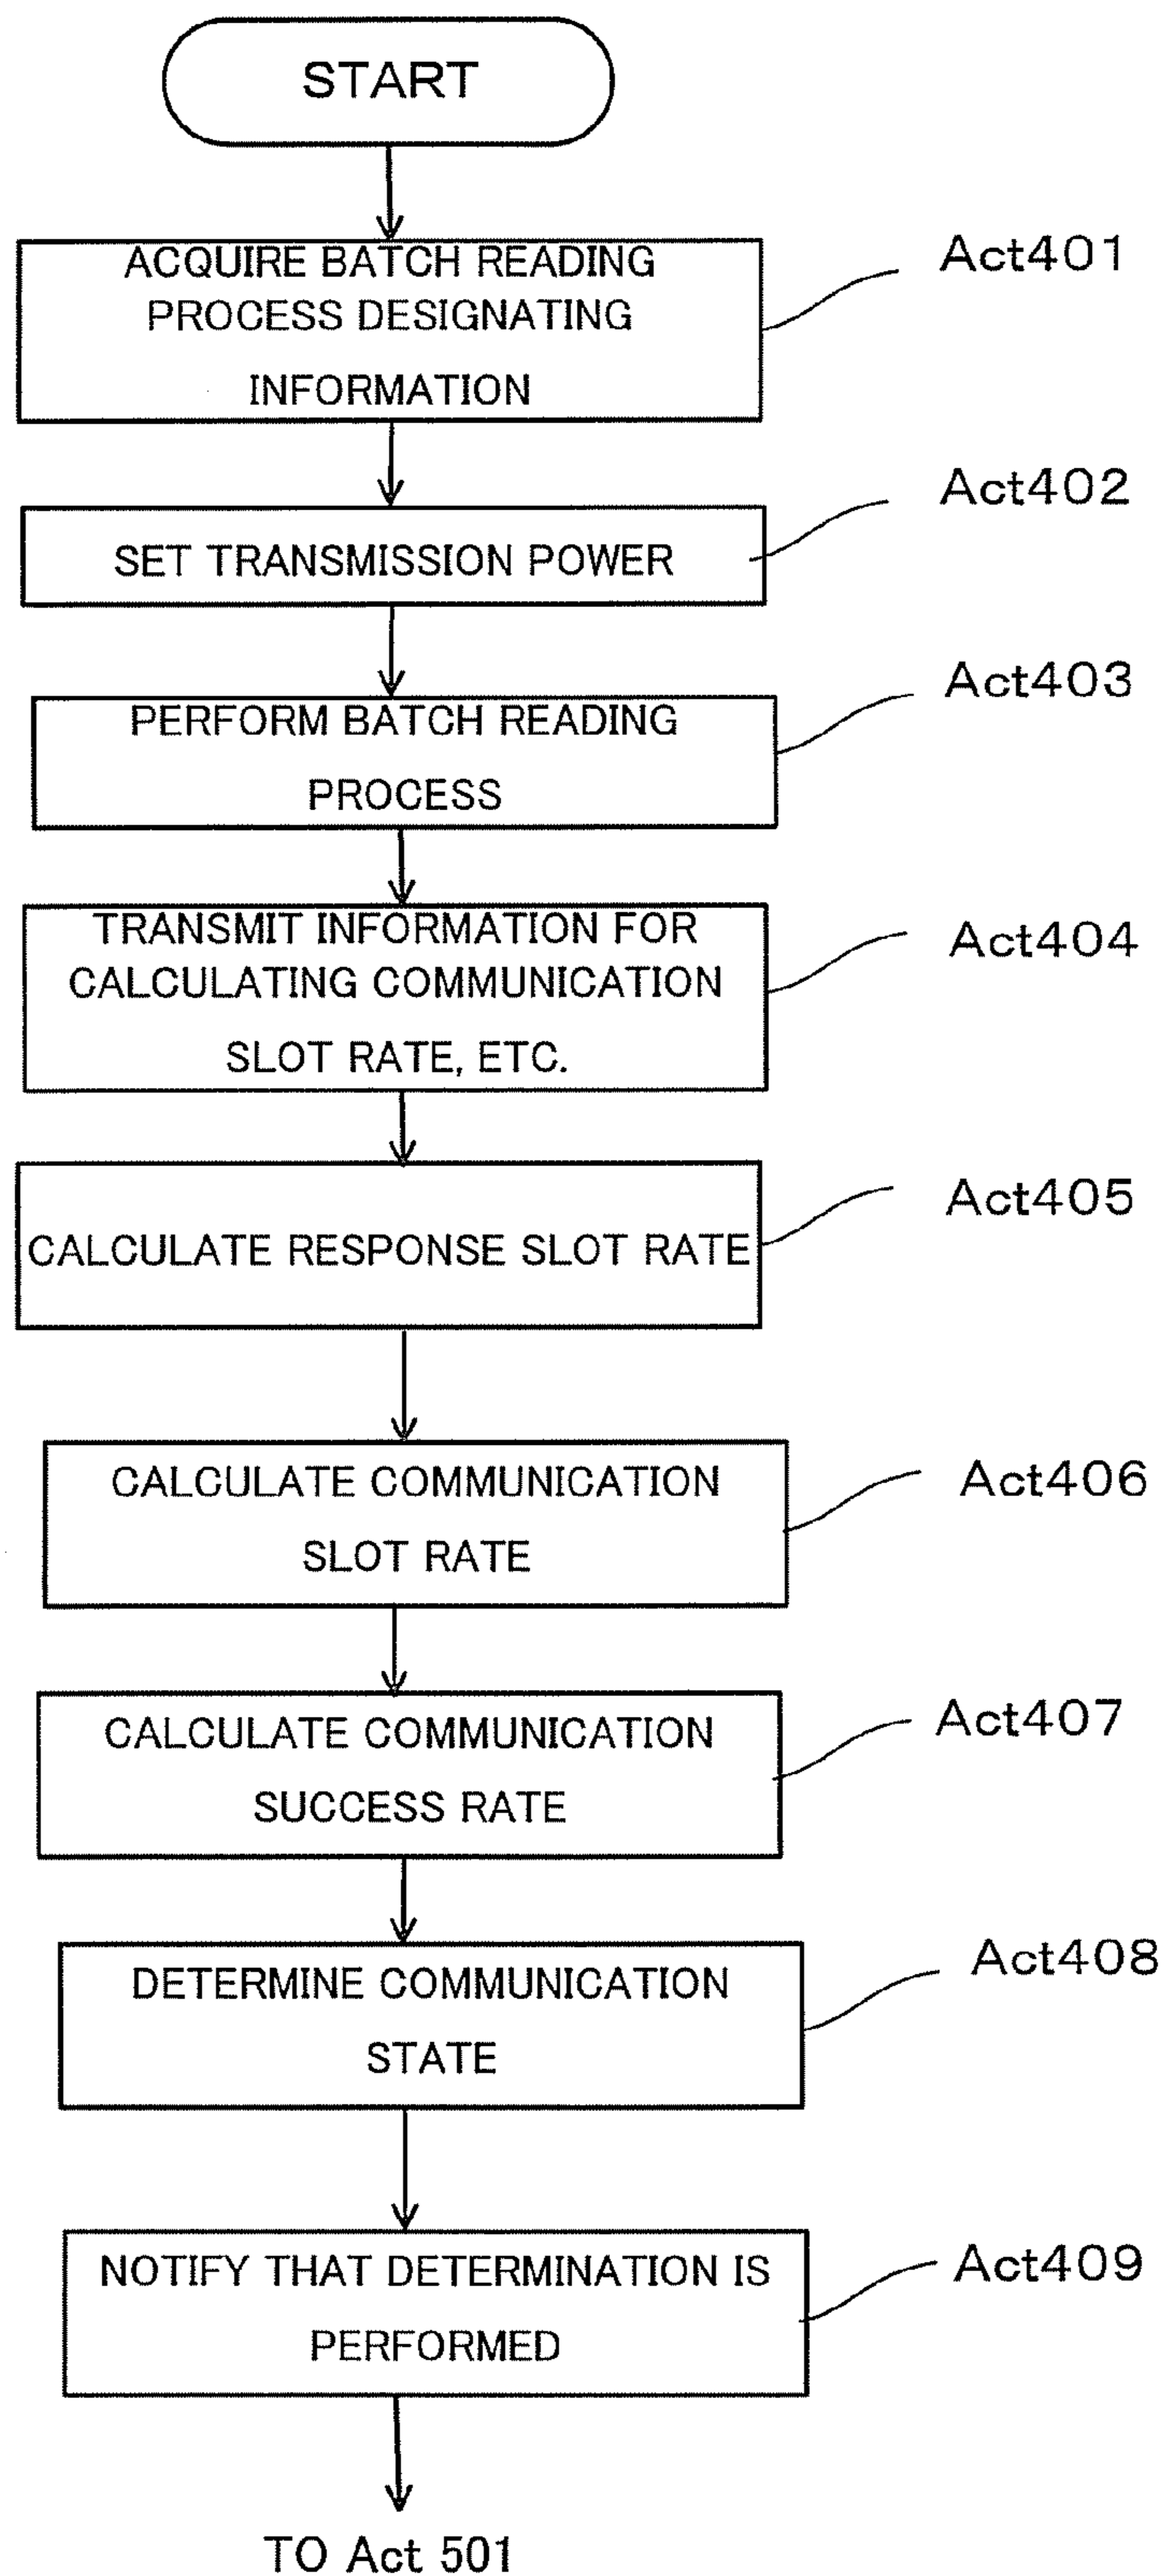 START
ACQUIRE BATCH READING
PROCESS DESIGNATING
INFORMATION
Act401
SET TRANSMISSION POWER
Act402
PERFORM BATCH READING
PROCESS
Act403
TRANSMIT INFORMATION FOR
CALCULATING COMMUNICATION
SLOT RATE, ETC.
Act404
CALCULATE RESPONSE SLOT RATE
Act405
CALCULATE COMMUNICATION
SLOT RATE
Act406
CALCULATE COMMUNICATION
SUCCESS RATE
Act407
DETERMINE COMMUNICATION
STATE
Act408
NOTIFY THAT DETERMINATION IS
PERFORMED
Act409
TO Act 501